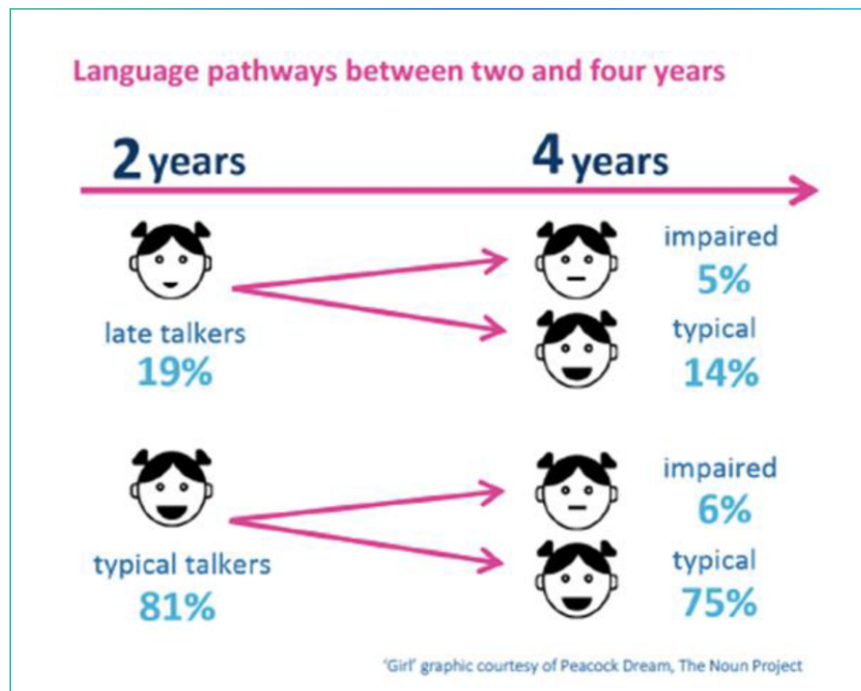 Language pathways between two and four years
2 years
4 years
late talkers
19%
impaired
5%
typical
14%
typical talkers
81%
impaired
6%
typical
75%
'Girl' graphic courtesy of Peacock Dream, The Noun Project